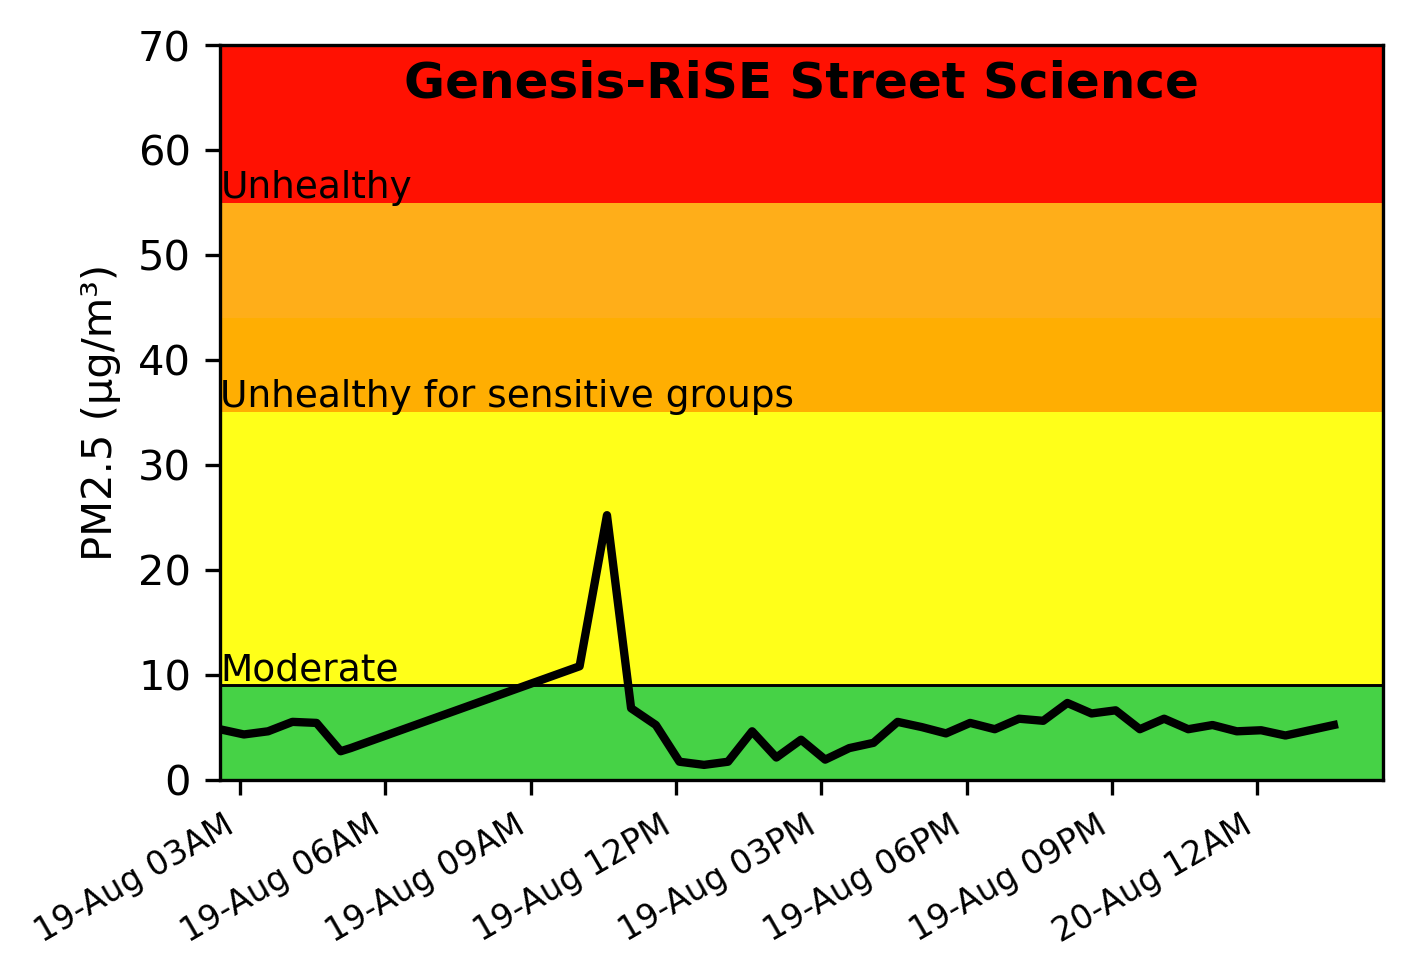 Genesis-RiSE Street Science
70
60
50
40
30
20
10
0
PM2.5 (µg/m³)
Unhealthy
Unhealthy for sensitive groups
Moderate
19-Aug 03AM
19-Aug 06AM
19-Aug 09AM
19-Aug 12PM
19-Aug 03PM
19-Aug 06PM
19-Aug 09PM
20-Aug 12AM